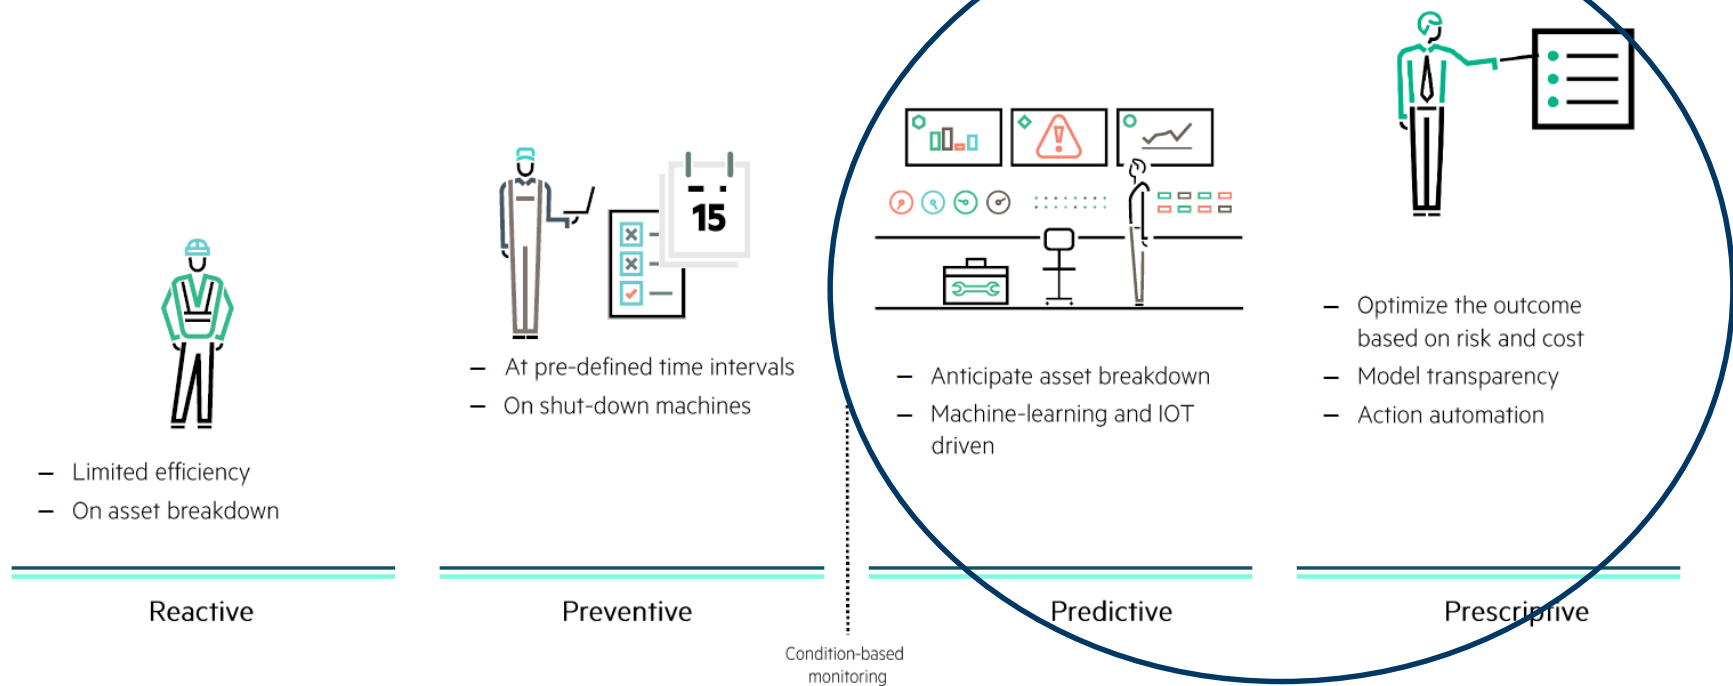 15
– Limited efficiency
– On asset breakdown
Reactive
– At pre-defined time intervals
– On shut-down machines
Preventive
Condition-based
monitoring
– Anticipate asset breakdown
– Machine-learning and IOT
driven
Predictive
– Optimize the outcome
based on risk and cost
– Model transparency
– Action automation
Prescriptive